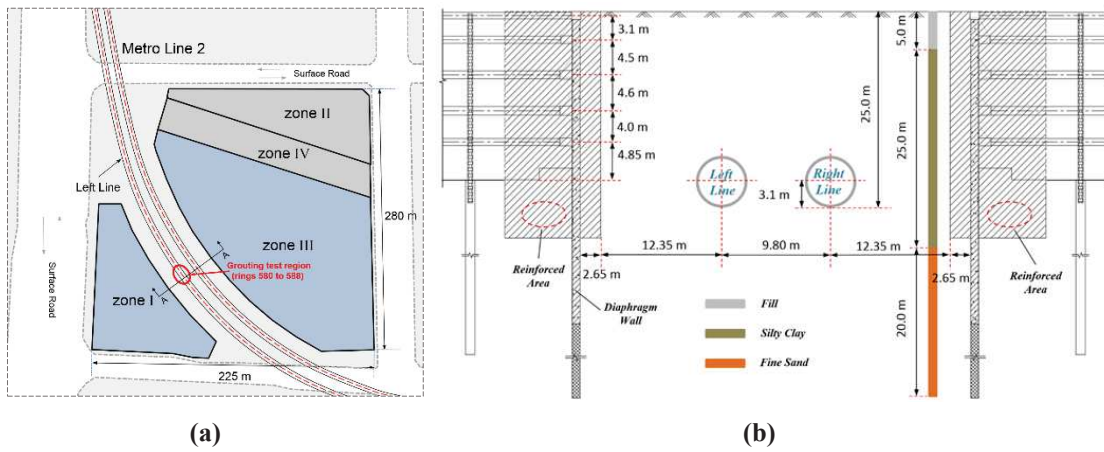 Metro Line 2
Surface Road
zone II
zone IV
Left Line
280 m
zone III
Grouting test region
(rings 580 to 588)
A
A
zone I
Surface Road
225 m
(a)
3.1 m
4.5 m
4.6 m
4.0 m
4.85 m
25.0 m
5.0 m
25.0 m
20.0 m
Left
Line
Right
Line
3.1 m
12.35 m
9.80 m
12.35 m
2.65 m
2.65 m
Reinforced
Area
Reinforced
Area
Diaphragm
Wall
Fill
Silty Clay
Fine Sand
(b)